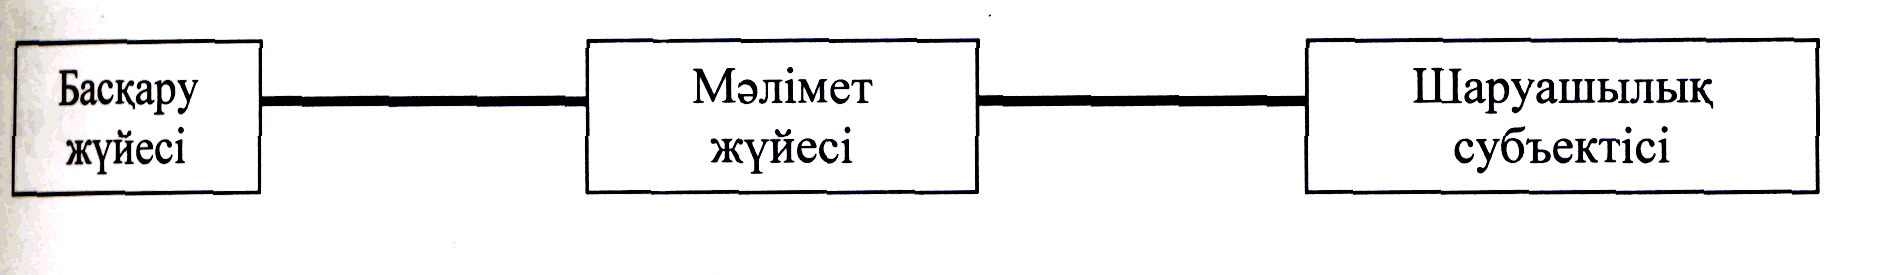 Басқару
жүйесі
Мәлімет
жүйесі
Шаруашылық
субъектісі